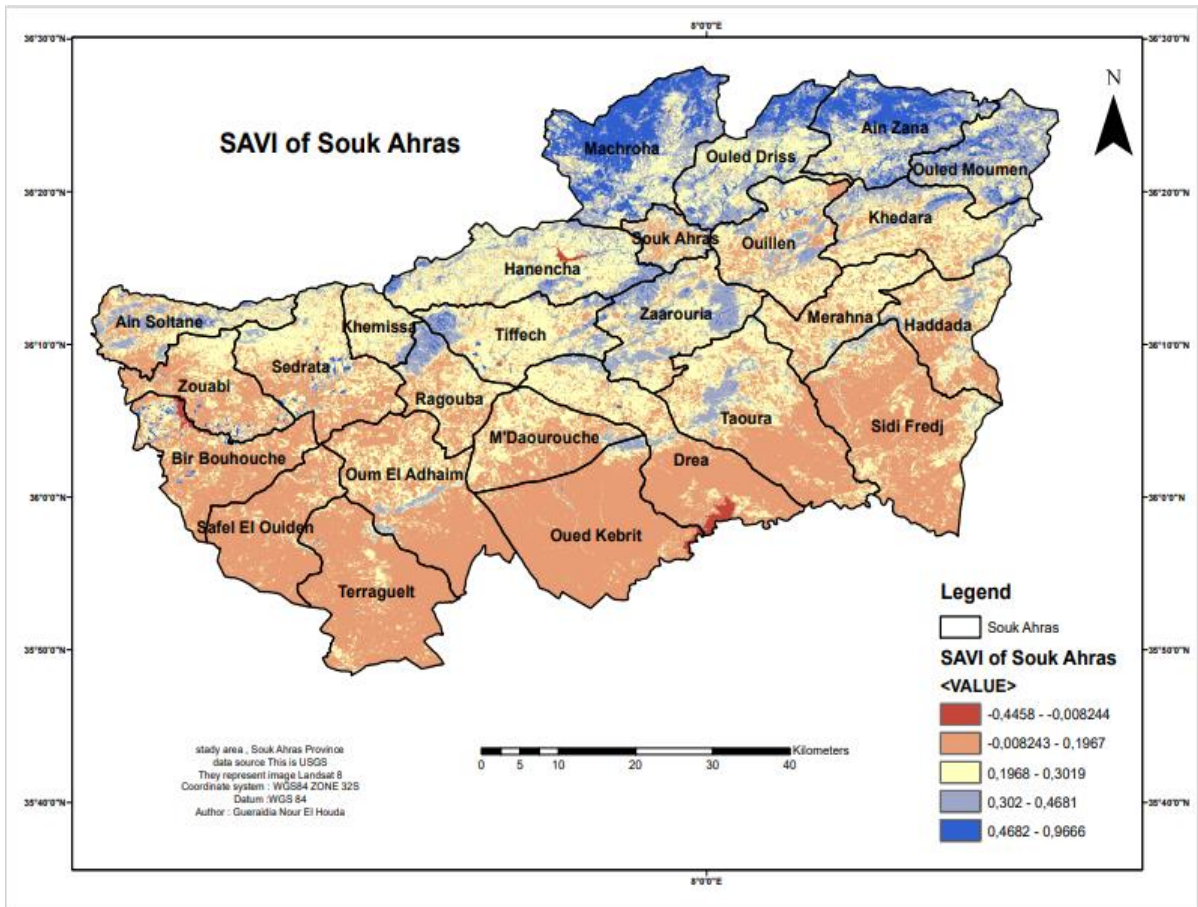 8°0'0"E
36°30'0"N
36°30'0"N
N
SAVI of Souk Ahras
Machroha
Ain Zana
Ouled Driss
Ouled Moumen
36°20'0"N
36°20'0"N
Khedara
Souk Ahras
Ouillen
Hanencha
Zaarouria
Merahna
Haddada
Ain Soltane
Khemissa
Tiffech
36°10'0"N
36°10'0"N
Sedrata
Zouabi
Ragouba
Taoura
Sidi Fredj
M'Daourouche
Bir Bouhouche
Drea
Oum El Adhaim
36°0'0"N
36°0'0"N
Safel El Ouiden
Oued Kebrit
Terraguelt
35°50'0"N
35°50'0"N
Legend
Souk Ahras
SAVI of Souk Ahras
<VALUE>
-0,4458 - -0,008244
-0,008243 - 0,1967
0,1968 - 0,3019
0,302 - 0,4681
0,4682 - 0,9666
stady area , Souk Ahras Province
data source This is USGS
They represent image Landsat 8
Coordinate system : WGS84 ZONE 32S
Datum :WGS 84
Author : Gueraidia Nour El Houda
Kilometers
0 5 10 20 30 40
35°40'0"N
35°40'0"N
8°0'0"E